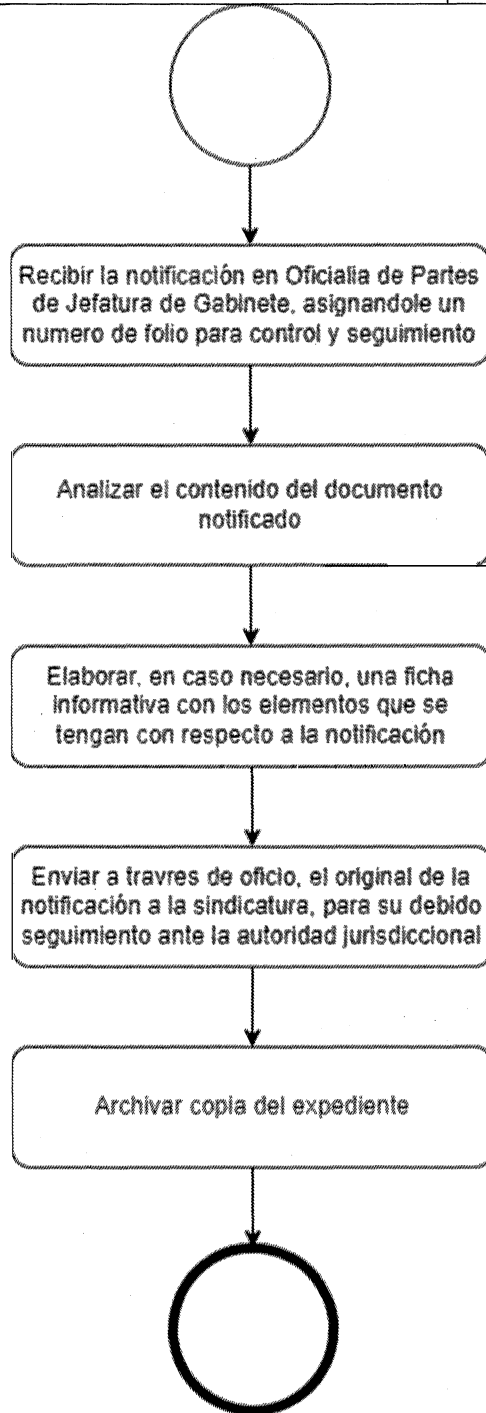 Recibir la notificación en Oficialia de Partes
de Jefatura de Gabinete, asignandole un
numero de folio para control y seguimiento
Analizar el contenido del documento
notificado
Elaborar, en caso necesario, una ficha
informativa con los elementos que se
tengan con respecto a la notificación
Enviar a travres de oficio, el original de la
notificación a la sindicatura, para su debido
seguimiento ante la autoridad jurisdiccional
Archivar copia del expediente